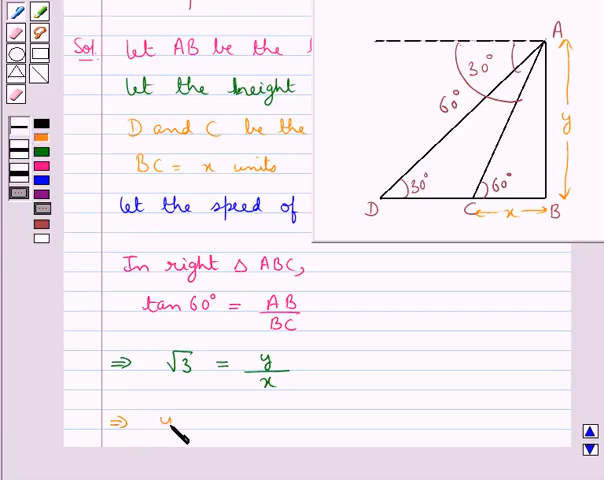 Sol. Let AB be the
Let the height
D and C be the
BC = x units
Let the speed of
In right Δ ABC,
tan 60° = AB / BC
⇒ √3 = y / x
⇒ y
A
30°
60°
y
30°
60°
D
C
x
B